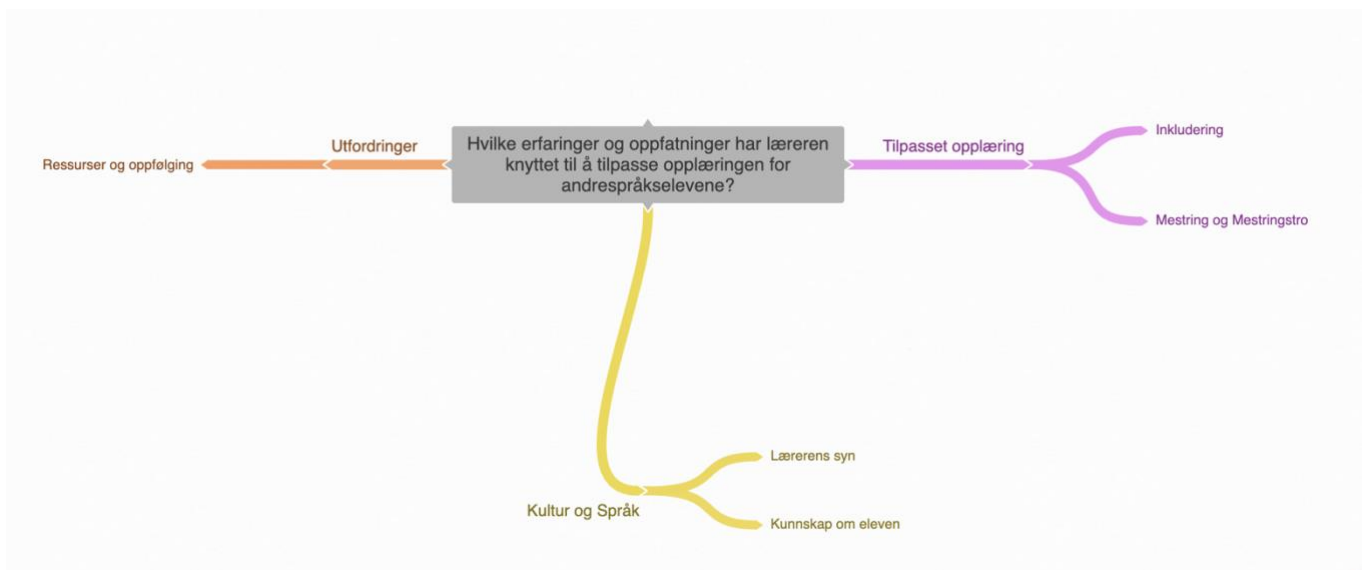 Hvilke erfaringer og oppfatninger har læreren
knyttet til å tilpasse opplæringen for
andrespråkselevene?
Utfordringer
Ressurser og oppfølging
Tilpasset opplæring
Inkludering
Mestring og Mestringstro
Kultur og Språk
Lærerens syn
Kunnskap om eleven